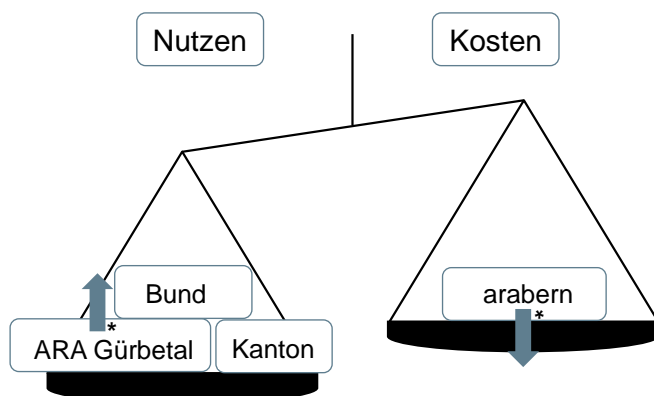 Nutzen
Kosten
Bund
arabern
*
*
ARA Gürbetal
Kanton